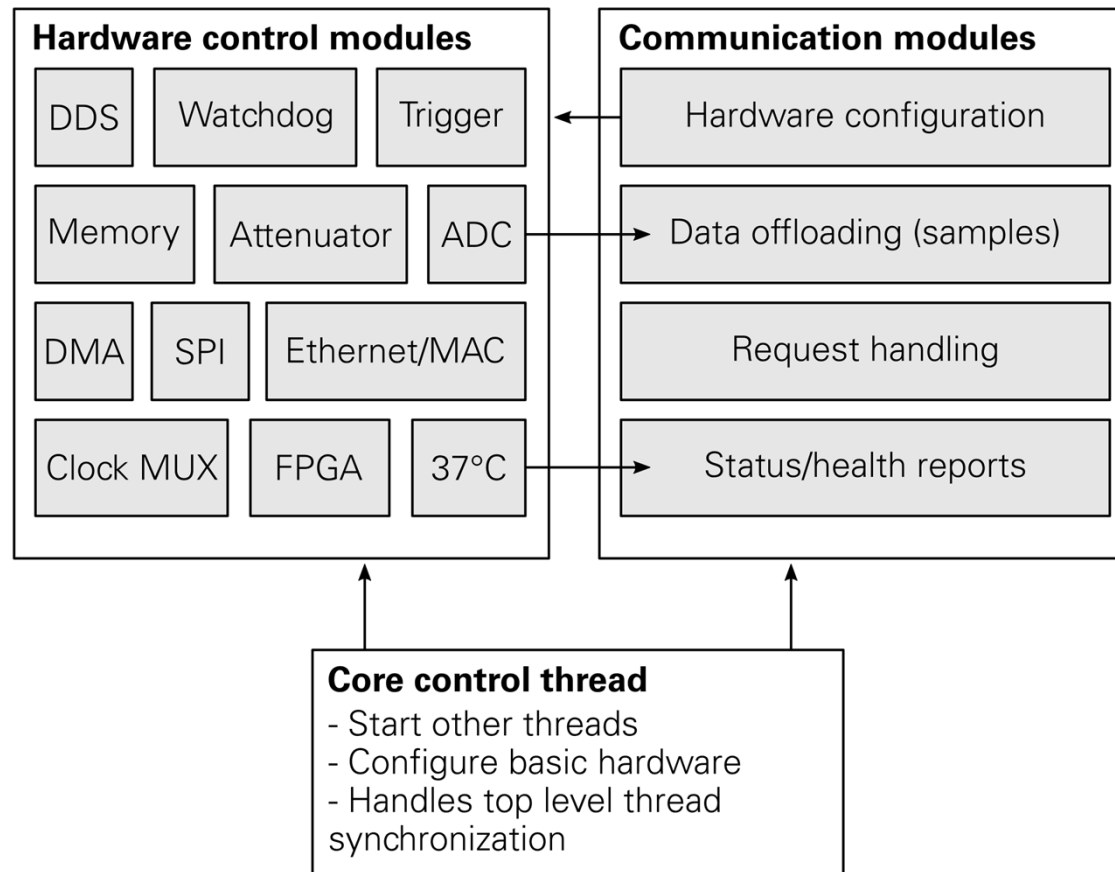 Hardware control modules
DDS
Watchdog
Trigger
Memory
Attenuator
ADC
DMA
SPI
Ethernet/MAC
Clock MUX
FPGA
37°C
Communication modules
Hardware configuration
Data offloading (samples)
Request handling
Status/health reports
Core control thread
- Start other threads
- Configure basic hardware
- Handles top level thread
synchronization